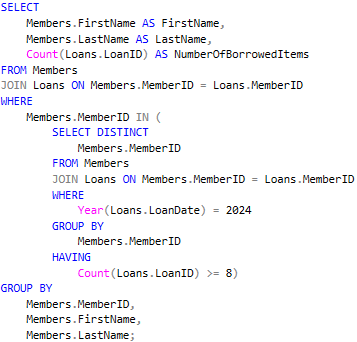 SELECT
    Members.FirstName AS FirstName,
    Members.LastName AS LastName,
    Count(Loans.LoanID) AS NumberOfBorrowedItems
FROM Members
JOIN Loans ON Members.MemberID = Loans.MemberID
WHERE
    Members.MemberID IN (
        SELECT DISTINCT
            Members.MemberID
        FROM Members
        JOIN Loans ON Members.MemberID = Loans.MemberID
        WHERE
            Year(Loans.LoanDate) = 2024
        GROUP BY
            Members.MemberID
        HAVING
            Count(Loans.LoanID) >= 8)
GROUP BY
    Members.MemberID,
    Members.FirstName,
    Members.LastName;